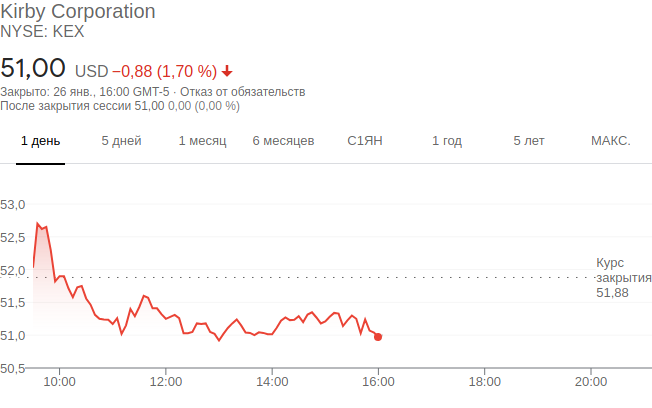 Kirby Corporation
NYSE: KEX
51,00 USD −0,88 (1,70 %)
Закрыто: 26 янв., 16:00 GMT-5 · Отказ от обязательств
После закрытия сессии 51,00 0,00 (0,00 %)
1 день 5 дней 1 месяц 6 месяцев С1ЯН 1 год 5 лет МАКС.
53,0
52,5
52,0
51,5
51,0
50,5
Курс
закрытия
51,88
10:00 12:00 14:00 16:00 18:00 20:00